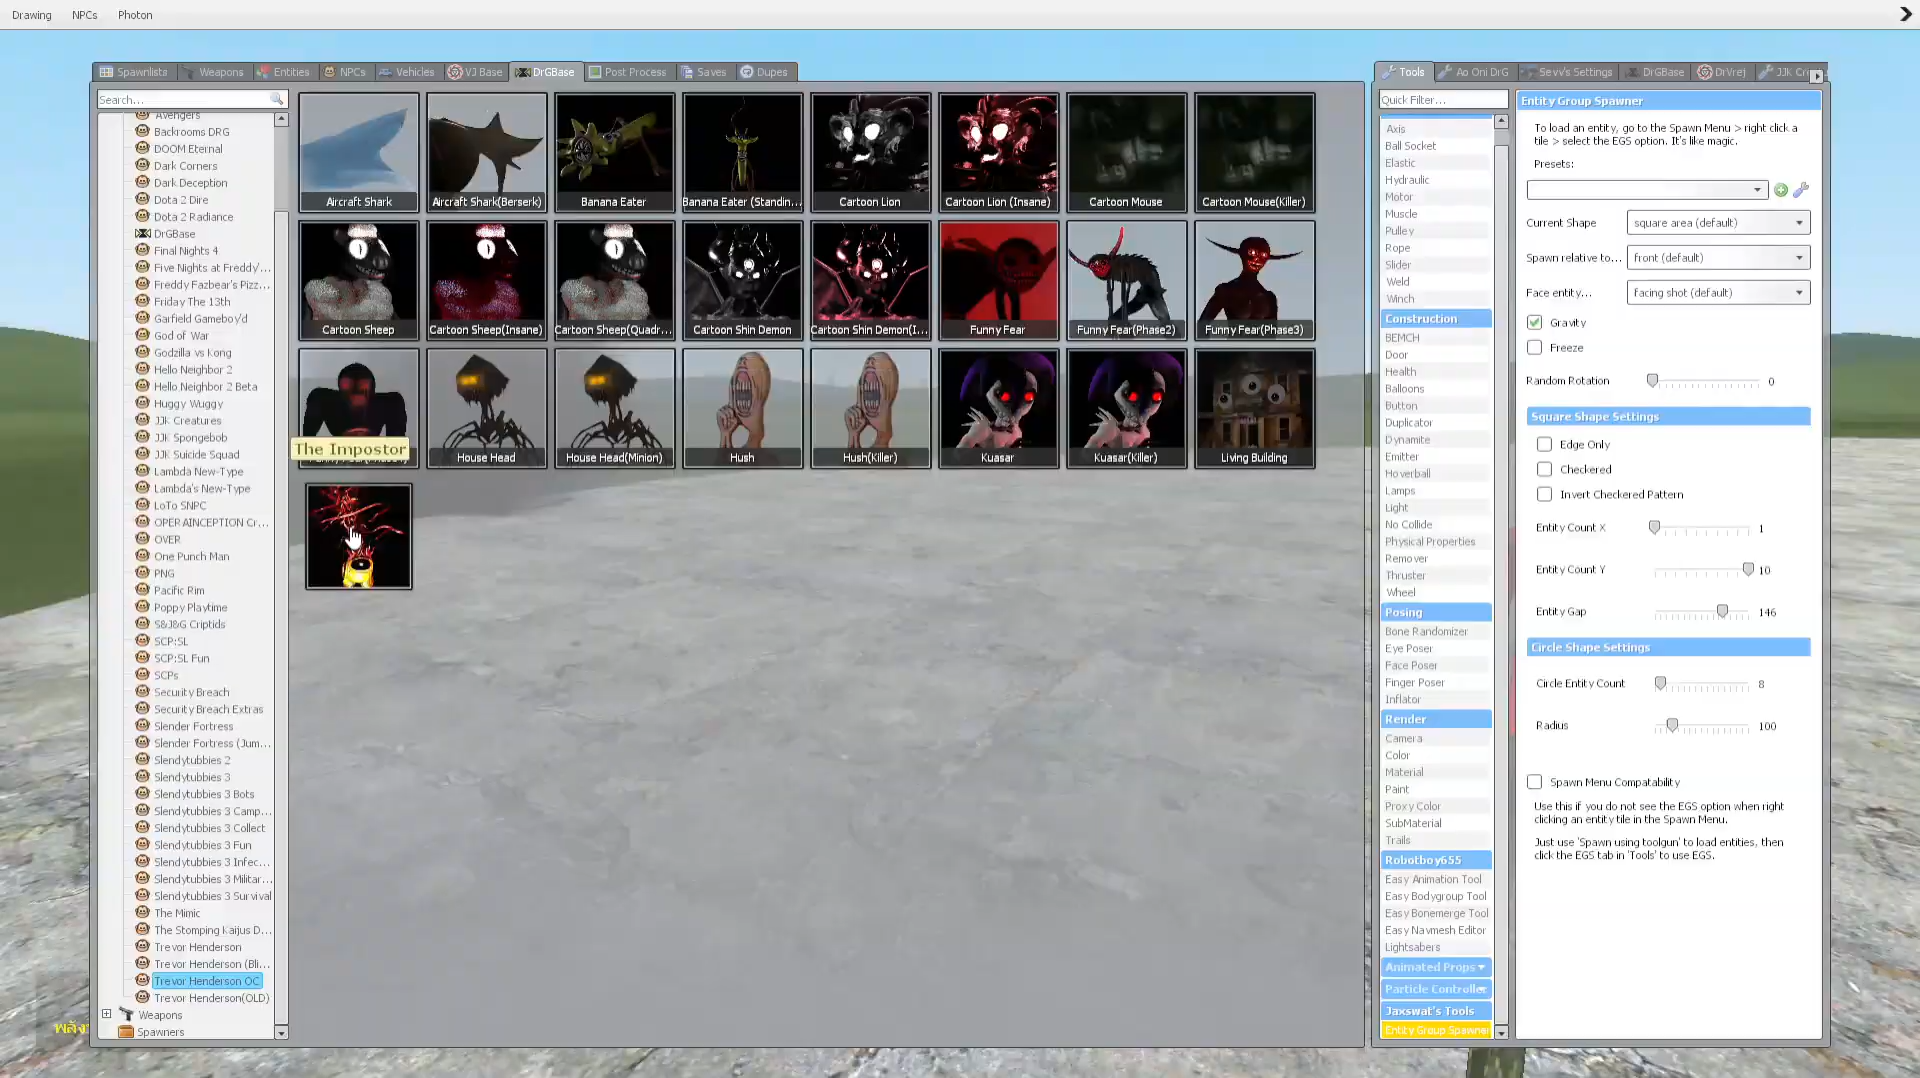 Drawing NPCs Photon
Spawnlists Weapons Entities NPCs Vehicles VJ Base DrGBase Post Process Saves Dupes
Search...
Avengers
Backrooms DRG
DOOM Eternal
Dark Corners
Dark Deception
Dota 2 Dire
Dota 2 Radiance
DrGBase
Final Nights 4
Five Nights at Freddy'...
Freddy Fazbear's Pizz...
Friday The 13th
Garfield Gameboy'd
God of War
Godzilla vs Kong
Hello Neighbor 2
Hello Neighbor 2 Beta
Huggy Wuggy
JJK Creatures
JJK Spongebob
JJK Suicide Squad
Lambda New-Type
Lambda's New-Type
LoTo SNPC
OPERAINCEPTION Cr...
OVER
One Punch Man
PNG
Pacific Rim
Poppy Playtime
S&J&G Criptids
SCP:SL
SCP:SL Fun
SCPs
Security Breach
Security Breach Extras
Slender Fortress
Slender Fortress (Jum...
Slendytubbies 2
Slendytubbies 3
Slendytubbies 3 Bots
Slendytubbies 3 Camp...
Slendytubbies 3 Collect
Slendytubbies 3 Fun
Slendytubbies 3 Infec...
Slendytubbies 3 Militar...
Slendytubbies 3 Survival
The Mimic
The Stomping Kaijus D...
Trevor Henderson
Trevor Henderson (Bli...
Trevor Henderson OC
Trevor Henderson(OLD)
Weapons
Spawners
Aircraft Shark Aircraft Shark(Berserk) Banana Eater Banana Eater (Standin... Cartoon Lion Cartoon Lion (Insane) Cartoon Mouse Cartoon Mouse(Killer)
Cartoon Sheep Cartoon Sheep(Insane) Cartoon Sheep(Quadr... Cartoon Shin Demon Cartoon Shin Demon(I... Funny Fear Funny Fear(Phase2) Funny Fear(Phase3)
The Impostor
House Head House Head(Minion) Hush Hush(Killer) Kuasar Kuasar(Killer) Living Building
Tools Ao Oni DrG Sevv's Settings DrGBase DrVrej JJK Cr
Quick Filter...
Axis
Ball Socket
Elastic
Hydraulic
Motor
Muscle
Pulley
Rope
Slider
Weld
Winch
Construction
BEMCH
Door
Health
Balloons
Button
Duplicator
Dynamite
Emitter
Hoverball
Lamps
Light
No Collide
Physical Properties
Remover
Thruster
Wheel
Posing
Bone Randomizer
Eye Poser
Face Poser
Finger Poser
Inflator
Render
Camera
Color
Material
Paint
Proxy Color
SubMaterial
Trails
Robotboy655
Easy Animation Tool
Easy Bodygroup Tool
Easy Bonemerge Tool
Easy Navmesh Editor
Lightsabers
Animated Props
Particle Controller
Jaxswat's Tools
Entity Group Spawner
Entity Group Spawner
To load an entity, go to the Spawn Menu > right click a
tile > select the EGS option. It's like magic.
Presets:
Current Shape square area (default)
Spawn relative to... front (default)
Face entity... facing shot (default)
Gravity
Freeze
Random Rotation 0
Square Shape Settings
Edge Only
Checkered
Invert Checkered Pattern
Entity Count X 1
Entity Count Y 10
Entity Gap 146
Circle Shape Settings
Circle Entity Count 8
Radius 100
Spawn Menu Compatability
Use this if you do not see the EGS option when right
clicking an entity tile in the Spawn Menu.
Just use 'Spawn using toolgun' to load entities, then
click the EGS tab in 'Tools' to use EGS.